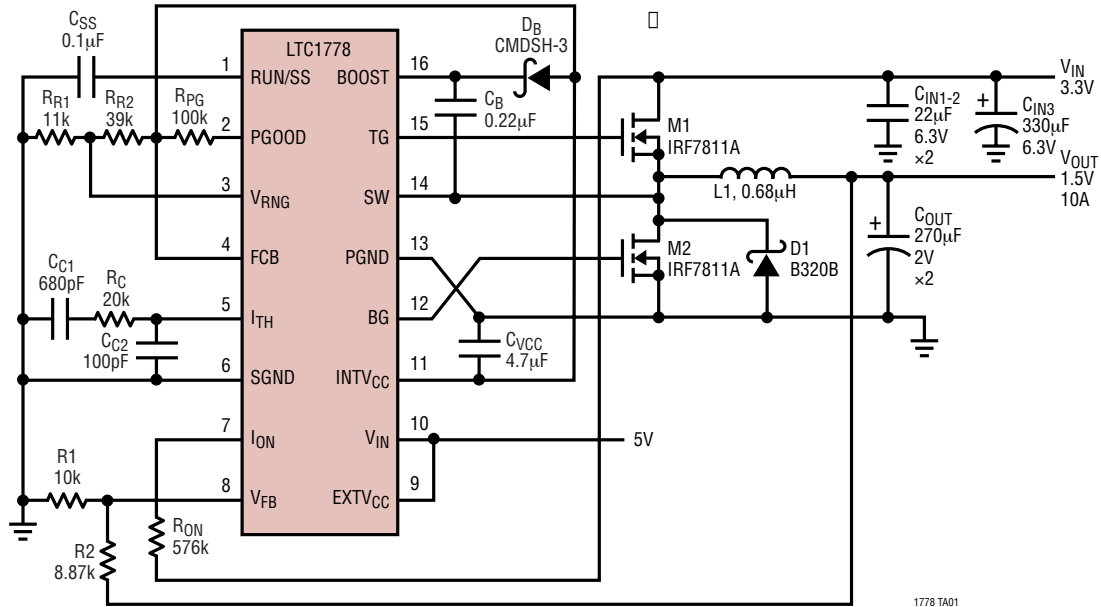 CSS
0.1µF
RR1
11k
RR2
39k
RPG
100k
CC1
680pF
RC
20k
CC2
100pF
R1
10k
R2
8.87k
RON
576k
LTC1778
1
RUN/SS
2
PGOOD
3
VRNG
4
FCB
5
ITH
6
SGND
7
ION
8
VFB
BOOST
16
TG
15
SW
14
PGND
13
BG
12
INTVCC
11
VIN
10
EXTVCC
9
DB
CMDSH-3
CB
0.22µF
CVCC
4.7µF
5V
M1
IRF7811A
L1, 0.68µH
M2
IRF7811A
D1
B320B
CIN1-2
22µF
6.3V
×2
+
CIN3
330µF
6.3V
VIN
3.3V
VOUT
1.5V
10A
+
COUT
270µF
2V
×2
1778 TA01